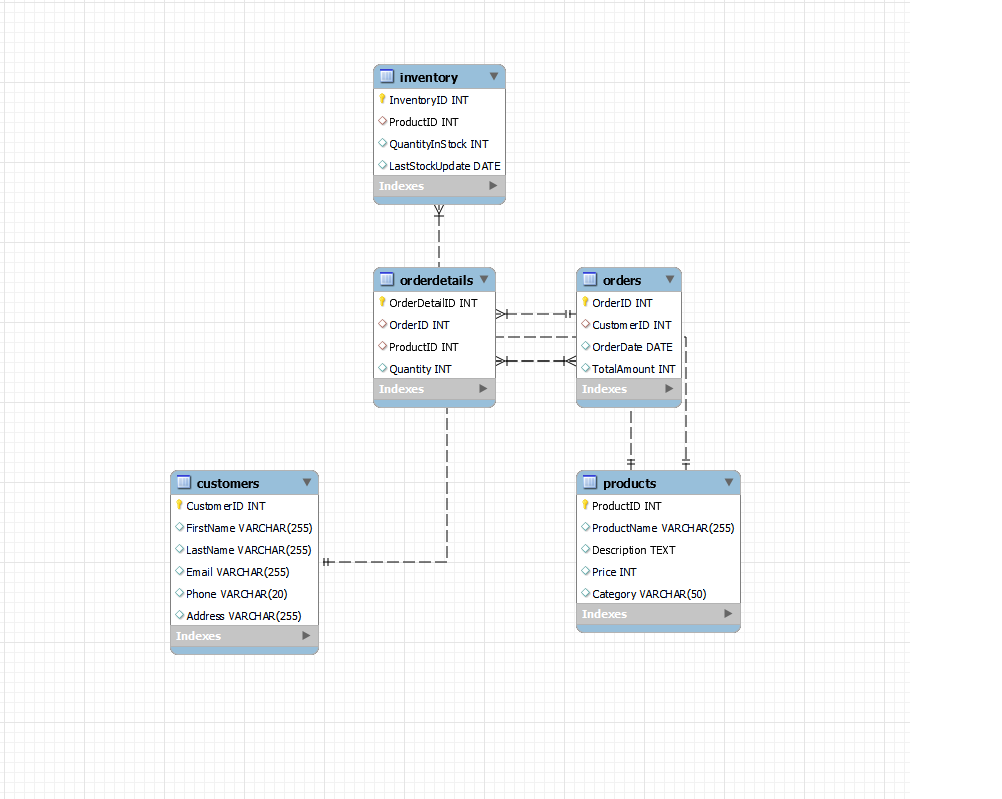 inventory
InventoryID INT
ProductID INT
QuantityInStock INT
LastStockUpdate DATE
Indexes
orderdetails
OrderDetailID INT
OrderID INT
ProductID INT
Quantity INT
Indexes
orders
OrderID INT
CustomerID INT
OrderDate DATE
TotalAmount INT
Indexes
customers
CustomerID INT
FirstName VARCHAR(255)
LastName VARCHAR(255)
Email VARCHAR(255)
Phone VARCHAR(20)
Address VARCHAR(255)
Indexes
products
ProductID INT
ProductName VARCHAR(255)
Description TEXT
Price INT
Category VARCHAR(50)
Indexes